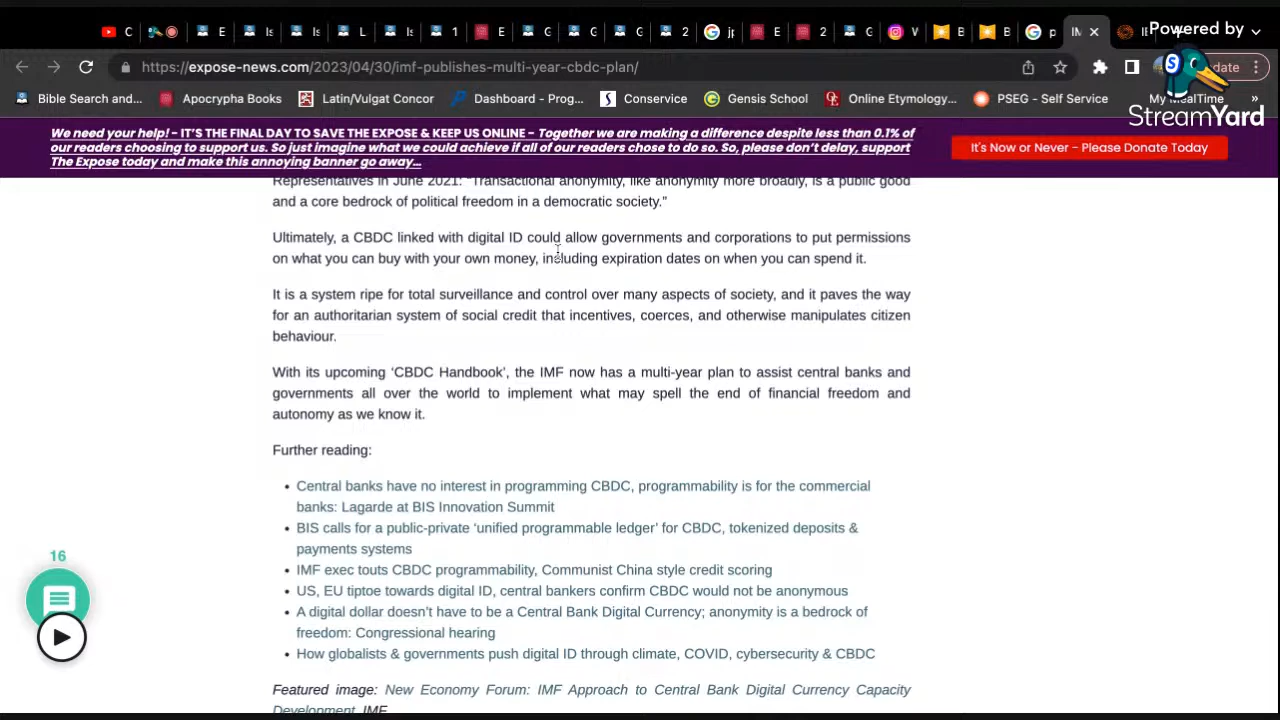 C
E
Is
Is
L
Is
1
E
G
G
G
2
jp
E
2
G
V
B
B
p
IM
Powered by
https://expose-news.com/2023/04/30/imf-publishes-multi-year-cbdc-plan/
date
Bible Search and...
Apocrypha Books
Latin/Vulgat Concor
Dashboard - Prog...
Conservice
Gensis School
Online Etymology...
PSEG - Self Service
My MealTime
»
StreamYard
We need your help! - IT'S THE FINAL DAY TO SAVE THE EXPOSE & KEEP US ONLINE - Together we are making a difference despite less than 0.1% of
our readers choosing to support us. So just imagine what we could achieve if all of our readers chose to do so. So, please don't delay, support
The Expose today and make this annoying banner go away...
It's Now or Never - Please Donate Today
Representatives in June 2021: "Transactional anonymity, like anonymity more broadly, is a public good
and a core bedrock of political freedom in a democratic society."
Ultimately, a CBDC linked with digital ID could allow governments and corporations to put permissions
on what you can buy with your own money, including expiration dates on when you can spend it.
It is a system ripe for total surveillance and control over many aspects of society, and it paves the way
for an authoritarian system of social credit that incentives, coerces, and otherwise manipulates citizen
behaviour.
With its upcoming 'CBDC Handbook', the IMF now has a multi-year plan to assist central banks and
governments all over the world to implement what may spell the end of financial freedom and
autonomy as we know it.
Further reading:
• Central banks have no interest in programming CBDC, programmability is for the commercial
banks: Lagarde at BIS Innovation Summit
• BIS calls for a public-private 'unified programmable ledger' for CBDC, tokenized deposits &
payments systems
• IMF exec touts CBDC programmability, Communist China style credit scoring
• US, EU tiptoe towards digital ID, central bankers confirm CBDC would not be anonymous
• A digital dollar doesn't have to be a Central Bank Digital Currency; anonymity is a bedrock of
freedom: Congressional hearing
• How globalists & governments push digital ID through climate, COVID, cybersecurity & CBDC
16
Featured image: New Economy Forum: IMF Approach to Central Bank Digital Currency Capacity
Development, IMF